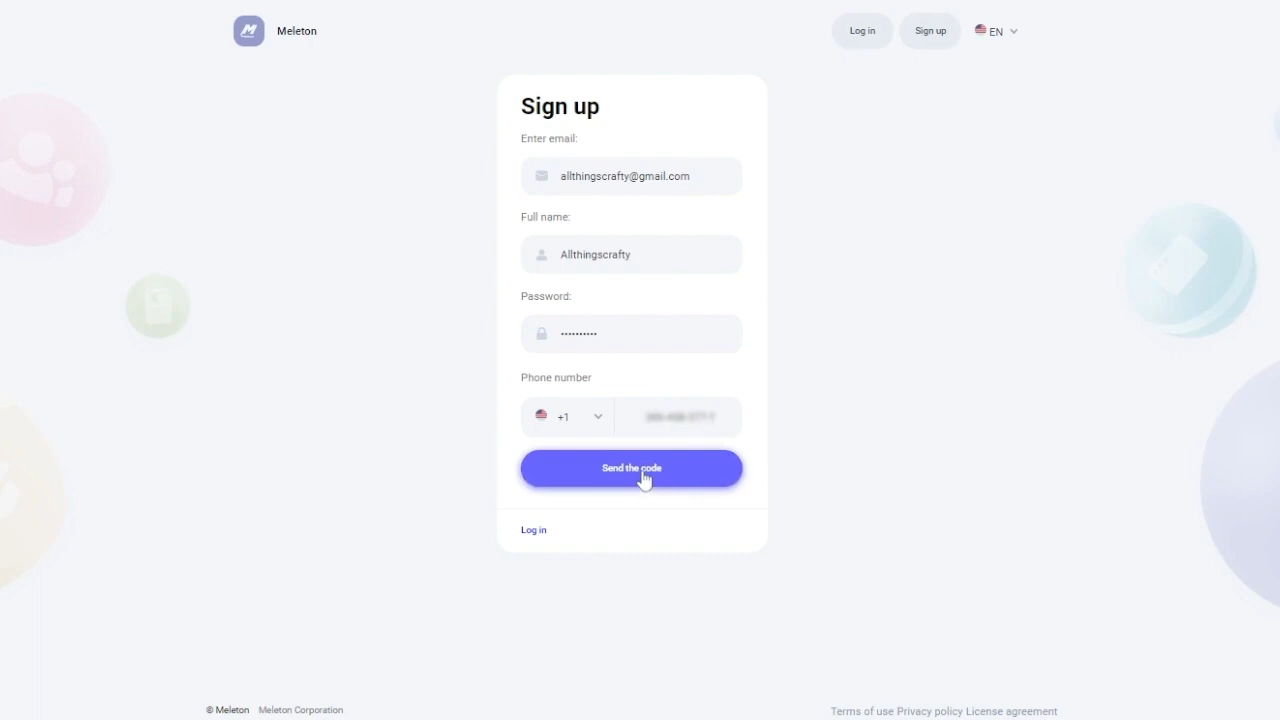 Meleton
Log in
Sign up
EN
Sign up
Enter email:
allthingscrafty@gmail.com
Full name:
Allthingscrafty
Password:
••••••••••
Phone number
+1
Send the code
Log in
© Meleton Meleton Corporation
Terms of use Privacy policy License agreement